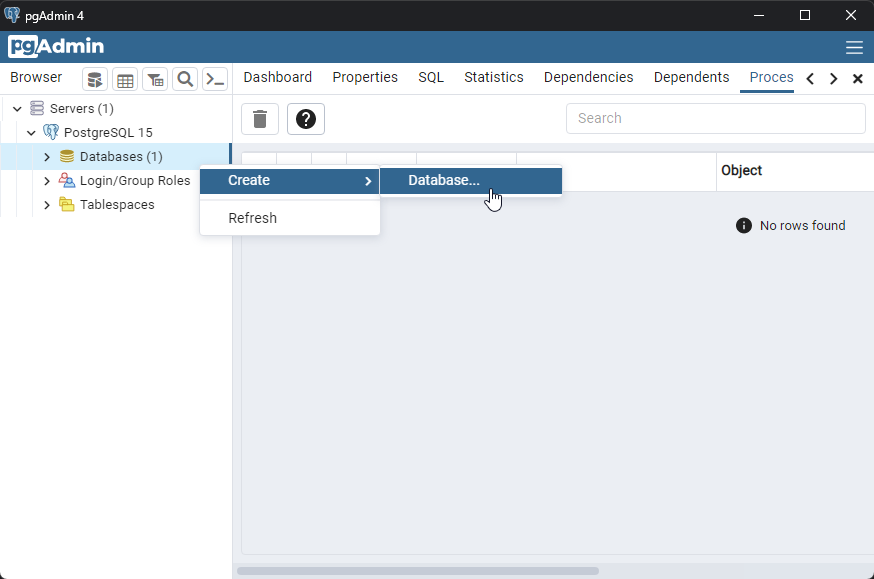 pgAdmin 4
pgAdmin
Browser
Dashboard Properties SQL Statistics Dependencies Dependents Proces
Servers (1)
PostgreSQL 15
Databases (1)
Login/Group Roles
Tablespaces
Search
Create
Database...
Refresh
Object
No rows found